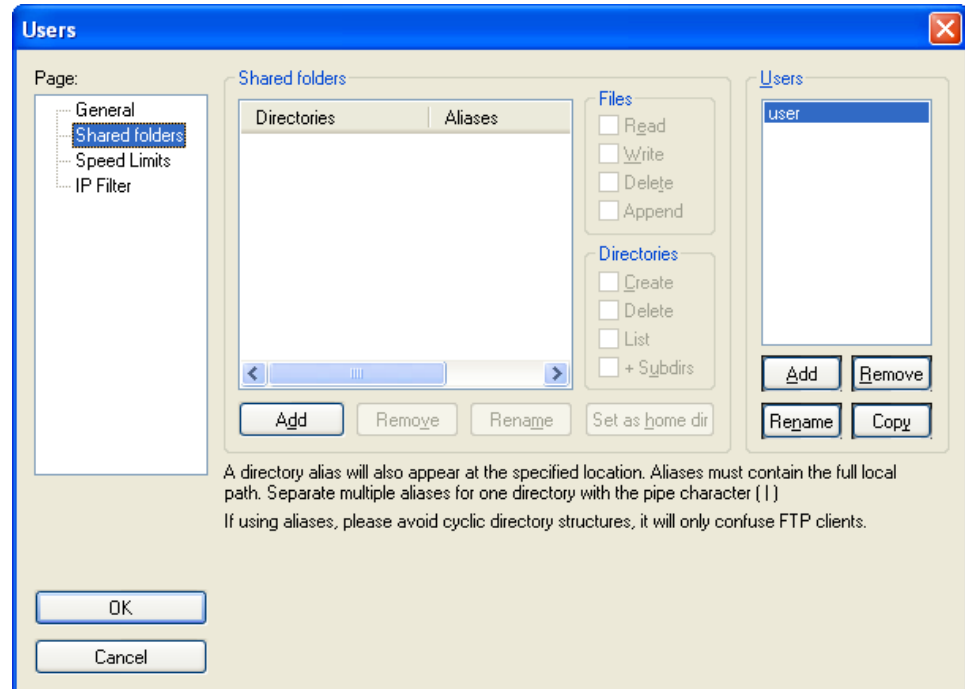 Users
Page:
General
Shared folders
Speed Limits
IP Filter
Shared folders
Directories Aliases
Files
Read
Write
Delete
Append
Directories
Create
Delete
List
+ Subdirs
Add Remove Rename Set as home dir
Users
user
Add Remove
Rename Copy
A directory alias will also appear at the specified location. Aliases must contain the full local
path. Separate multiple aliases for one directory with the pipe character ( | )
If using aliases, please avoid cyclic directory structures, it will only confuse FTP clients.
OK
Cancel